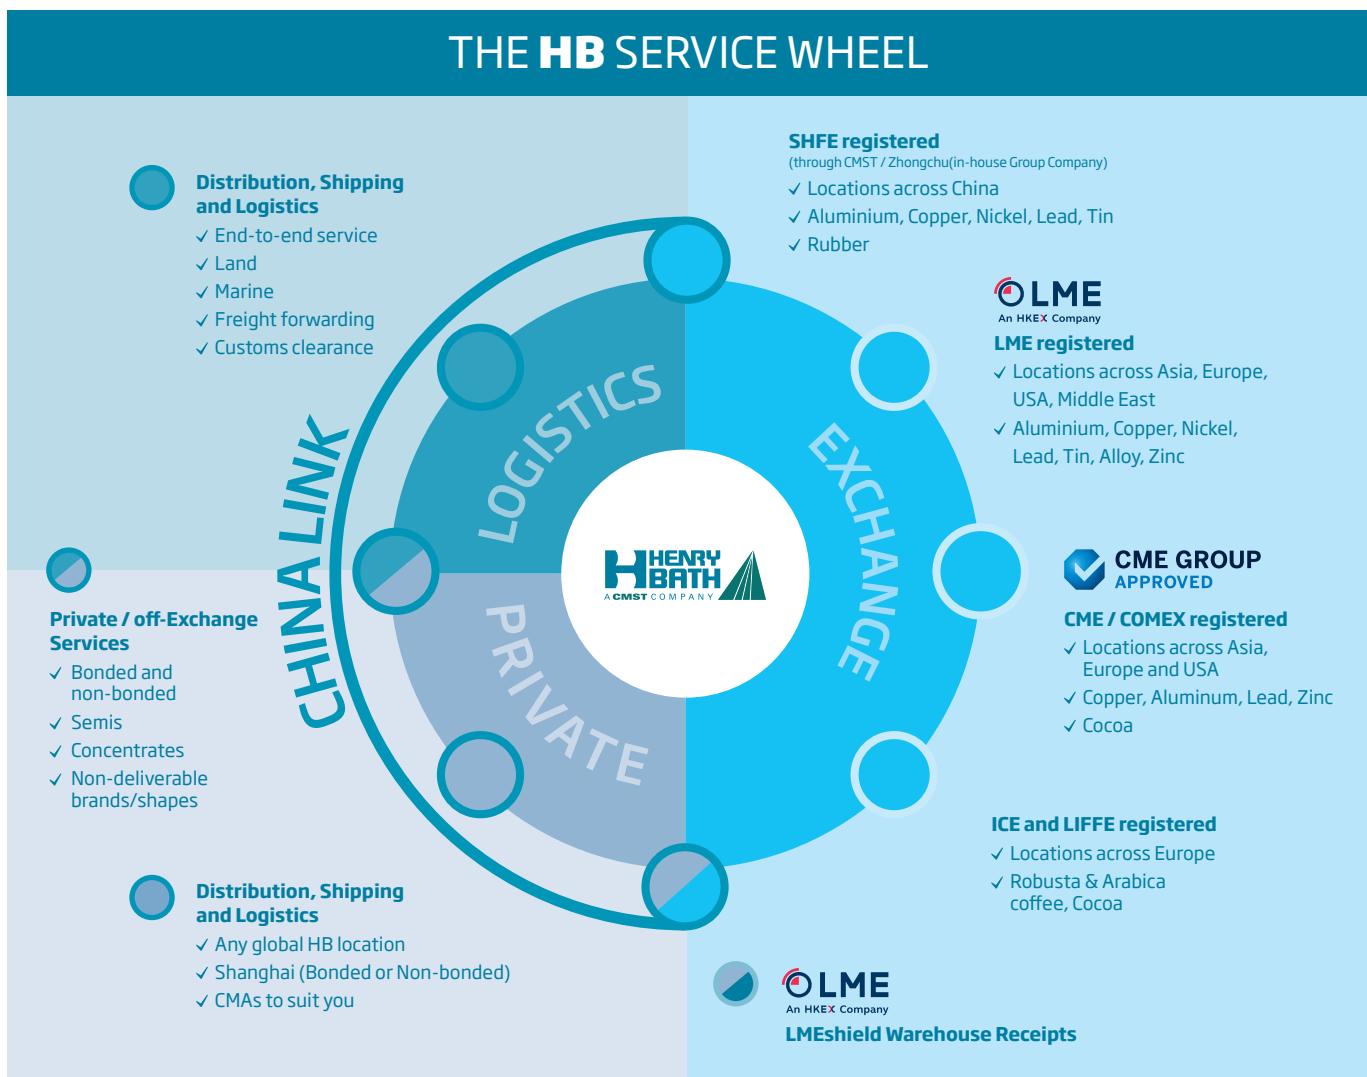 THE HB SERVICE WHEEL
Distribution, Shipping
and Logistics
End-to-end service
Land
Marine
Freight forwarding
Customs clearance
SHFE registered
(through CMST / Zhongchu(in-house Group Company)
Locations across China
Aluminium, Copper, Nickel, Lead, Tin
Rubber
LME
An HKEX Company
LME registered
Locations across Asia, Europe,
USA, Middle East
Aluminium, Copper, Nickel,
Lead, Tin, Alloy, Zinc
CHINA LINK
LOGISTICS
EXCHANGE
PRIVATE
HENRY
BATH
A CMST COMPANY
CME GROUP
APPROVED
CME / COMEX registered
Locations across Asia,
Europe and USA
Copper, Aluminum, Lead, Zinc
Cocoa
Private / off-Exchange
Services
Bonded and
non-bonded
Semis
Concentrates
Non-deliverable
brands/shapes
ICE and LIFFE registered
Locations across Europe
Robusta & Arabica
coffee, Cocoa
Distribution, Shipping
and Logistics
Any global HB location
Shanghai (Bonded or Non-bonded)
CMAs to suit you
LME
An HKEX Company
LMEshield Warehouse Receipts